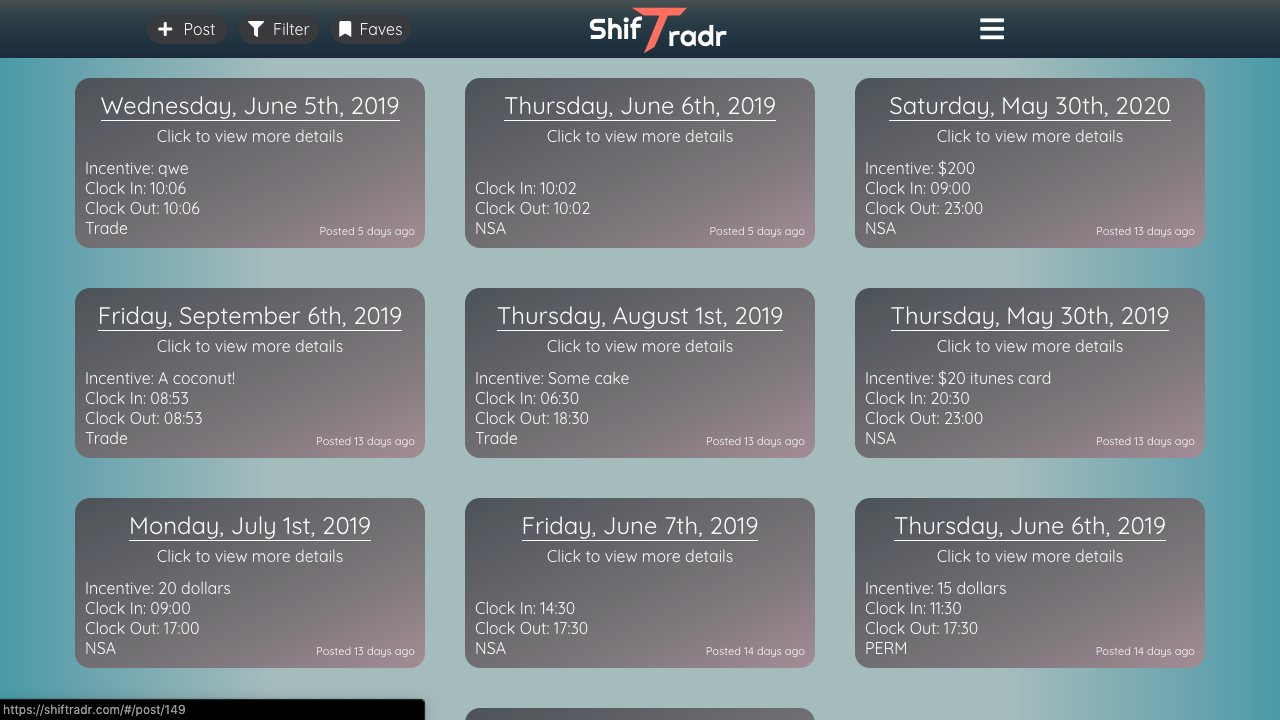 Post
Filter
Faves
ShifTradr
Wednesday, June 5th, 2019
Click to view more details
Incentive: qwe
Clock In: 10:06
Clock Out: 10:06
Trade
Posted 5 days ago
Thursday, June 6th, 2019
Click to view more details
Clock In: 10:02
Clock Out: 10:02
NSA
Posted 5 days ago
Saturday, May 30th, 2020
Click to view more details
Incentive: $200
Clock In: 09:00
Clock Out: 23:00
NSA
Posted 13 days ago
Friday, September 6th, 2019
Click to view more details
Incentive: A coconut!
Clock In: 08:53
Clock Out: 08:53
Trade
Posted 13 days ago
Thursday, August 1st, 2019
Click to view more details
Incentive: Some cake
Clock In: 06:30
Clock Out: 18:30
Trade
Posted 13 days ago
Thursday, May 30th, 2019
Click to view more details
Incentive: $20 itunes card
Clock In: 20:30
Clock Out: 23:00
NSA
Posted 13 days ago
Monday, July 1st, 2019
Click to view more details
Incentive: 20 dollars
Clock In: 09:00
Clock Out: 17:00
NSA
Posted 13 days ago
Friday, June 7th, 2019
Click to view more details
Clock In: 14:30
Clock Out: 17:30
NSA
Posted 14 days ago
Thursday, June 6th, 2019
Click to view more details
Incentive: 15 dollars
Clock In: 11:30
Clock Out: 17:30
PERM
Posted 14 days ago
https://shiftradr.com/#/post/149